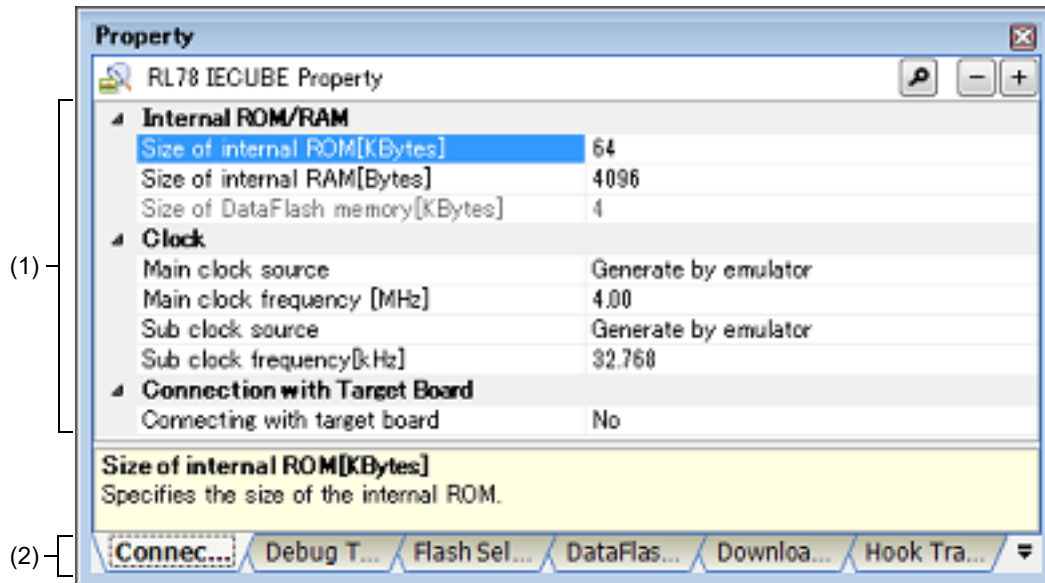 Property
RL78 IECUBE Property
(1)
Internal ROM/RAM
Size of internal ROM[KBytes] 64
Size of internal RAM[Bytes] 4096
Size of DataFlash memory[KBytes] 4
Clock
Main clock source Generate by emulator
Main clock frequency [MHz] 4.00
Sub clock source Generate by emulator
Sub clock frequency[kHz] 32.768
Connection with Target Board
Connecting with target board No
Size of internal ROM[KBytes]
Specifies the size of the internal ROM.
(2)
Connec... Debug T... Flash Sel... DataFlas... Downloa... Hook Tra...